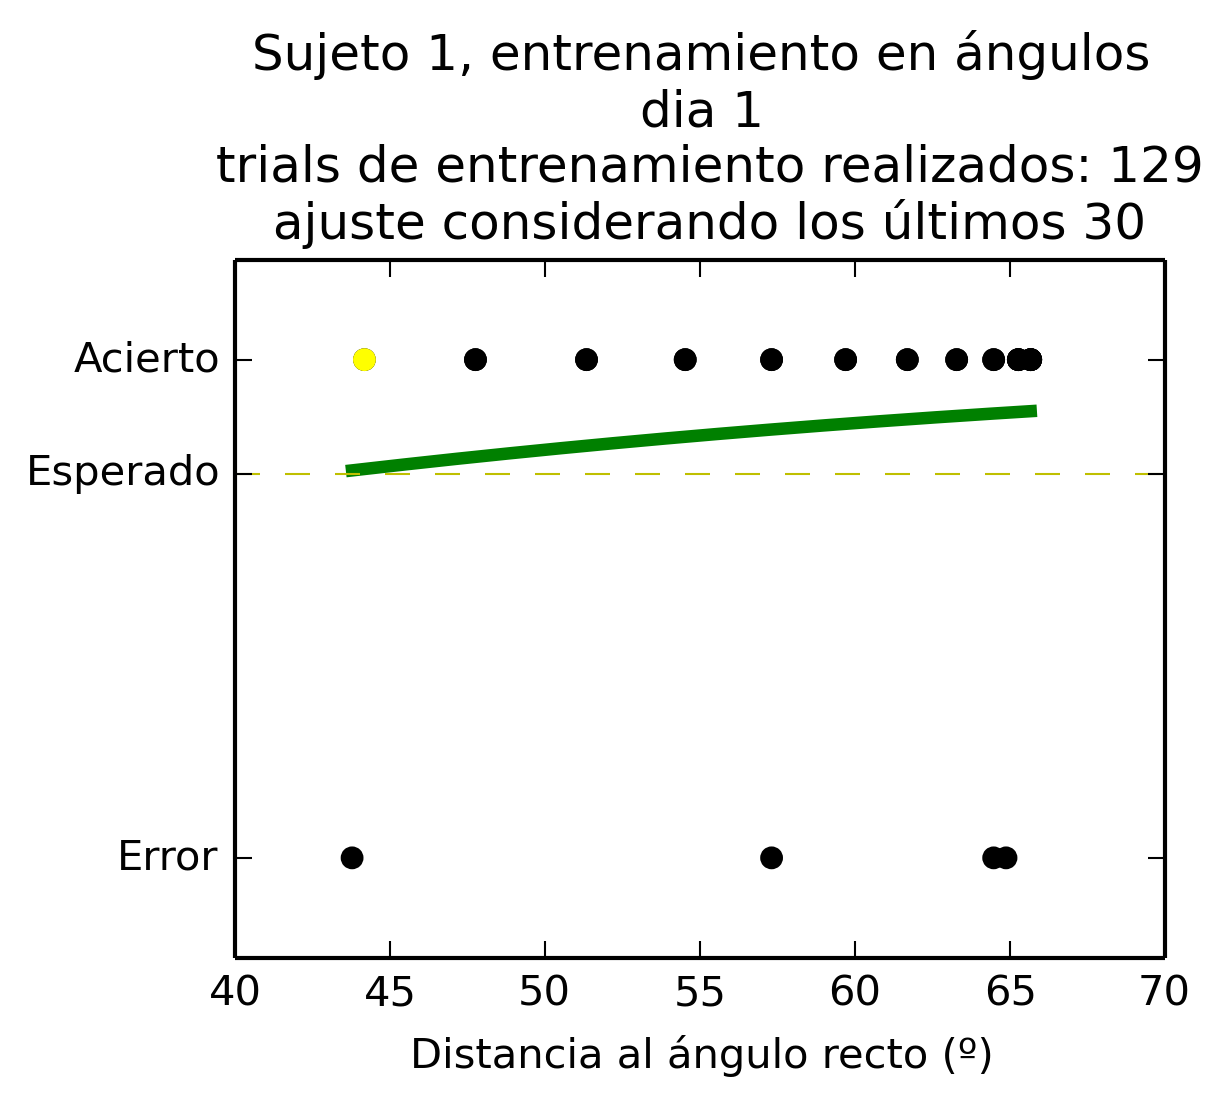 Sujeto 1, entrenamiento en ángulos
dia 1
trials de entrenamiento realizados: 129
ajuste considerando los últimos 30
Acierto
Esperado
Error
40 45 50 55 60 65 70
Distancia al ángulo recto (º)